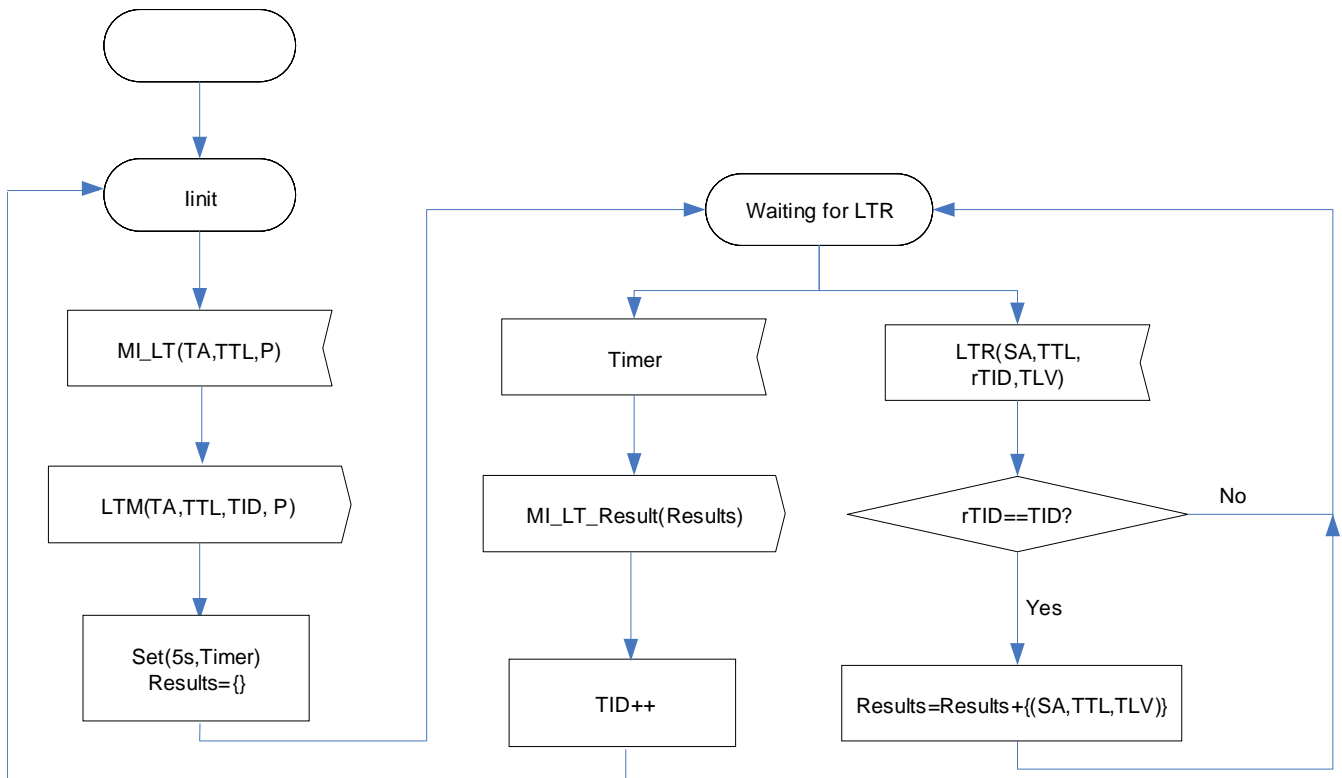 Iinit
MI_LT(TA,TTL,P)
LTM(TA,TTL,TID, P)
Set(5s,Timer)
Results={}
Waiting for LTR
Timer
MI_LT_Result(Results)
TID++
LTR(SA,TTL,
rTID,TLV)
rTID==TID?
No
Yes
Results=Results+{(SA,TTL,TLV)}